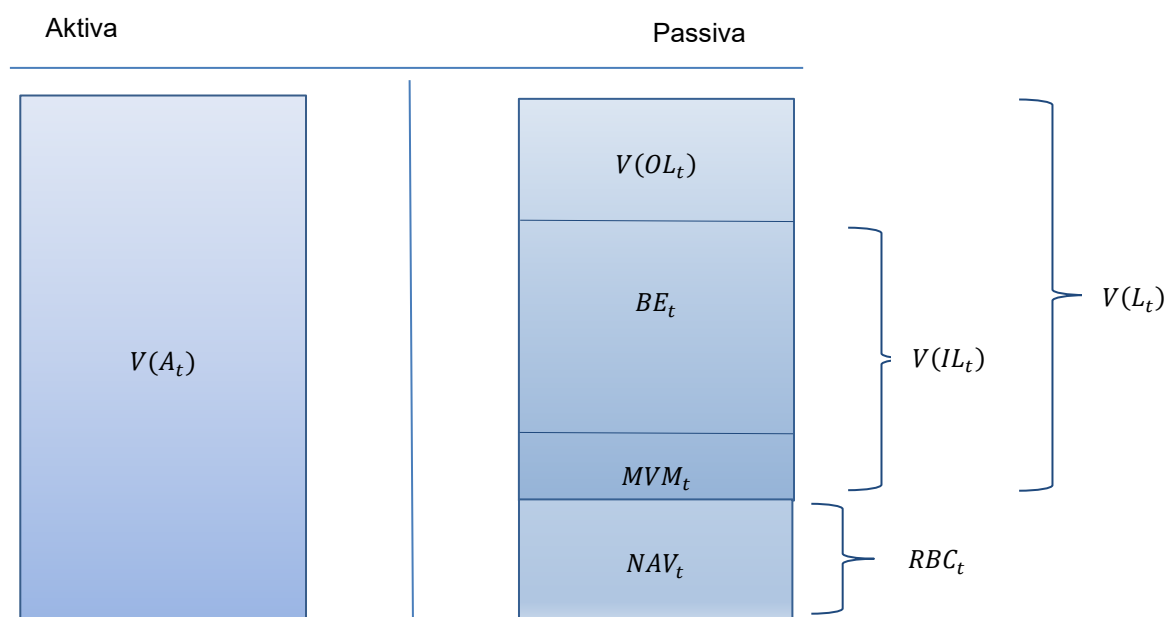 Aktiva
Passiva
V(OL_t)
BE_t
V(L_t)
V(A_t)
V(IL_t)
MVM_t
NAV_t
RBC_t